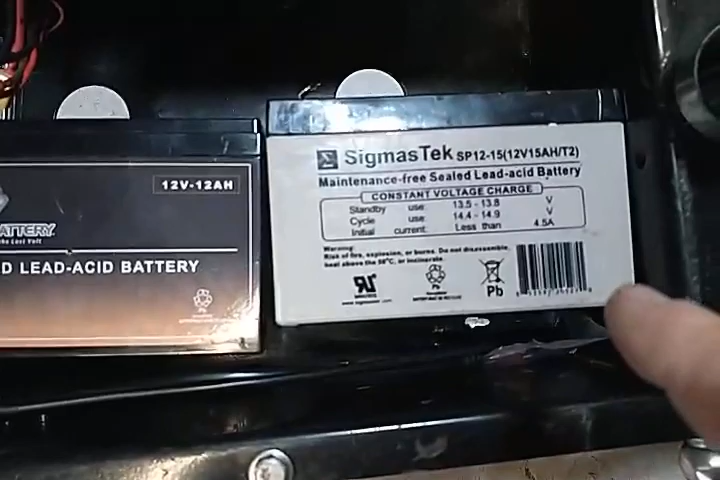 12V-12AH
BATTERY
D LEAD-ACID BATTERY
SigmasTek SP12-15(12V15AH/T2)
Maintenance-free Sealed Lead-acid Battery
CONSTANT VOLTAGE CHARGE
Standby use: 13.5 - 13.8 V
Cycle use: 14.4 - 14.9 V
Initial current: Less than 4.5A
Warning:
Risk of fire, explosion, or burns. Do not disassemble,
heat above the 50°C, or incinerate.
Pb